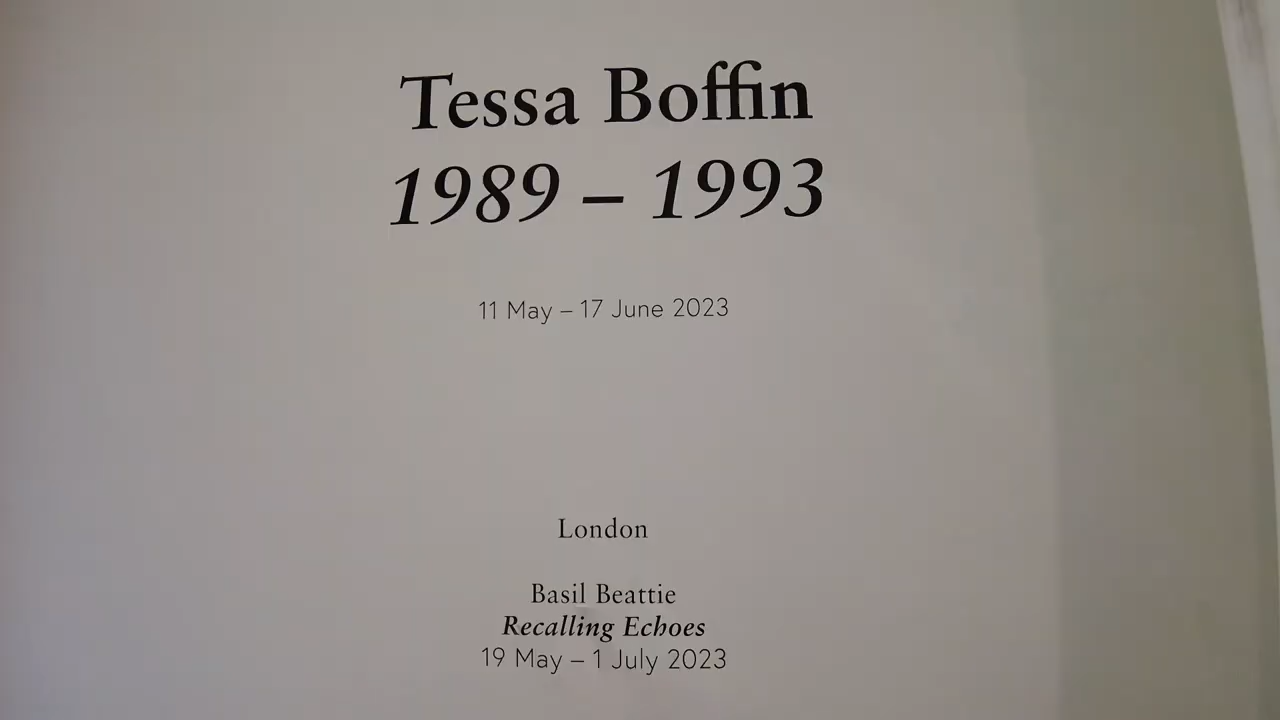 Tessa Boffin
1989 – 1993
11 May – 17 June 2023
London
Basil Beattie
Recalling Echoes
19 May – 1 July 2023